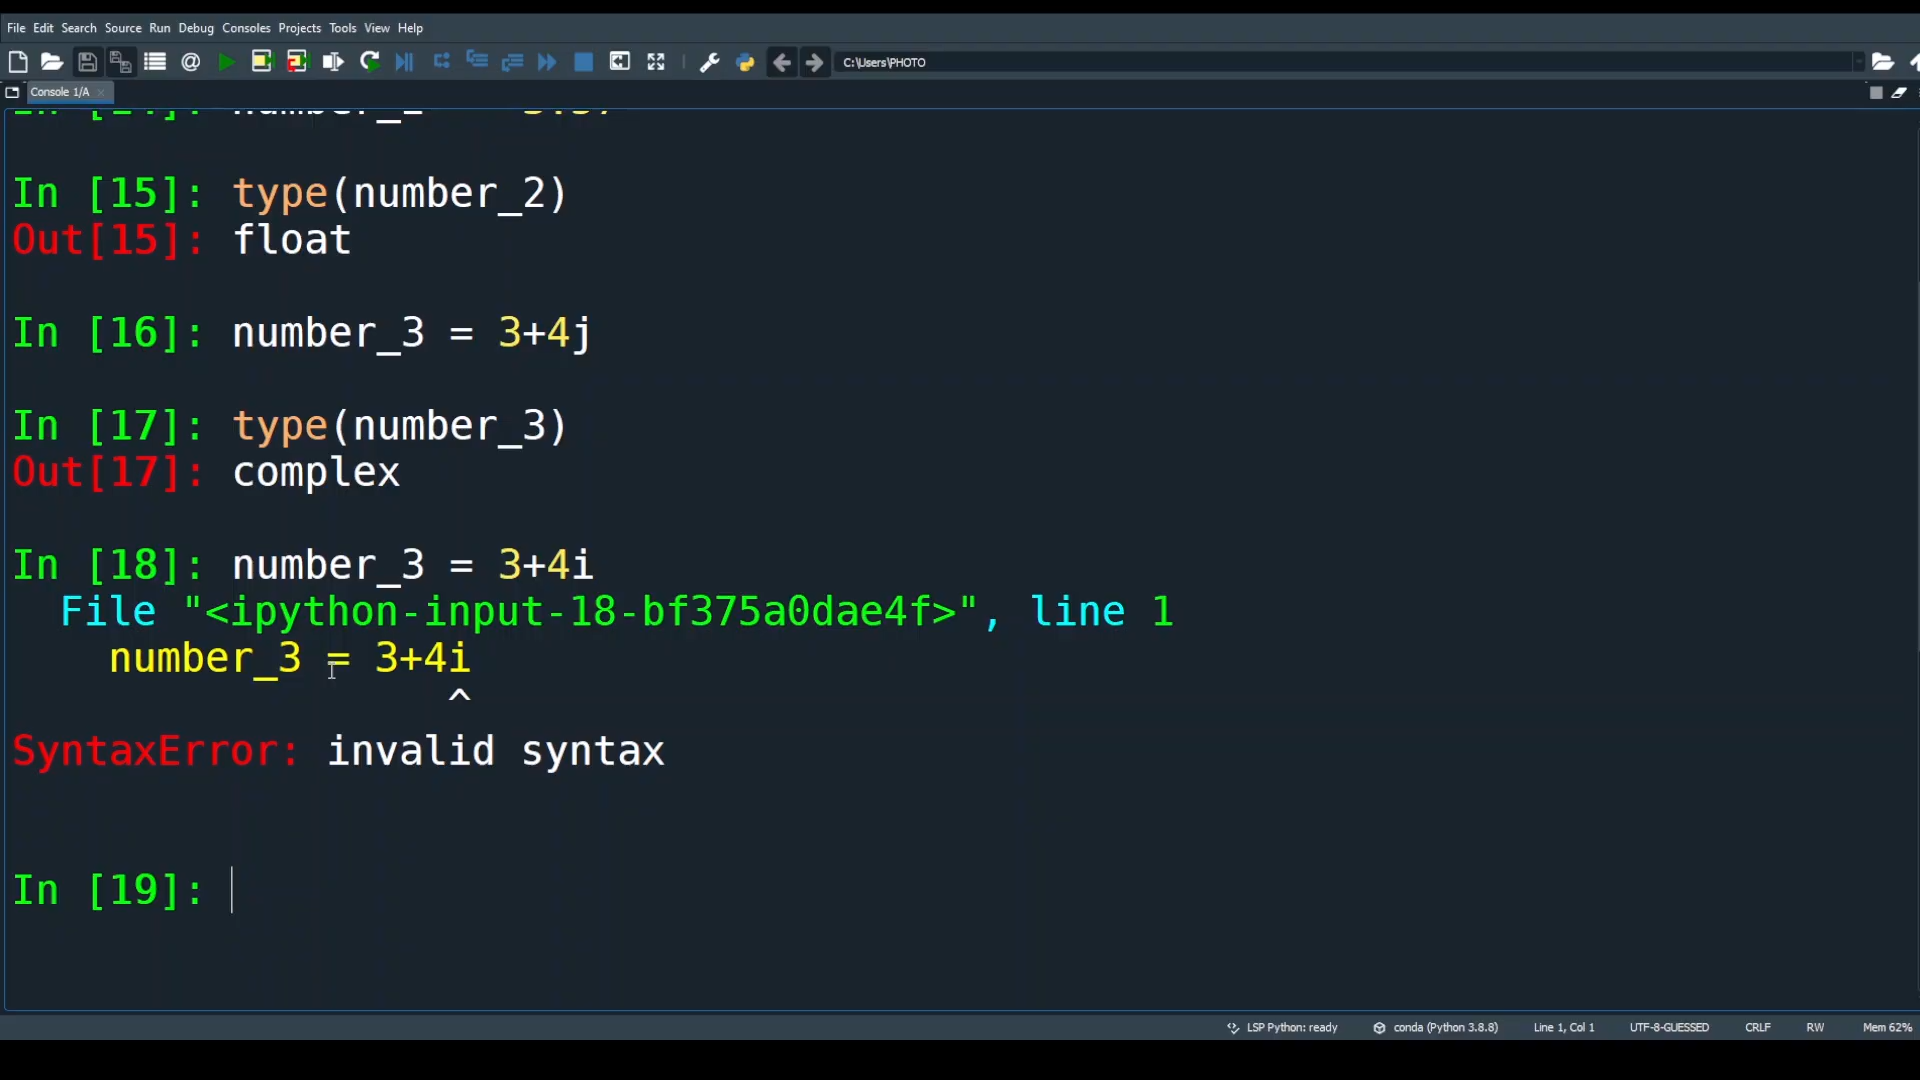 File Edit Search Source Run Debug Consoles Projects Tools View Help
C:\Users\PHOTO
Console 1/A
In [15]: type(number_2)
Out[15]: float
In [16]: number_3 = 3+4j
In [17]: type(number_3)
Out[17]: complex
In [18]: number_3 = 3+4i
File "<ipython-input-18-bf375a0dae4f>", line 1
number_3 = 3+4i
^
SyntaxError: invalid syntax
In [19]:
LSP Python: ready conda (Python 3.8.8) Line 1, Col 1 UTF-8-GUESSED CRLF RW Mem 62%